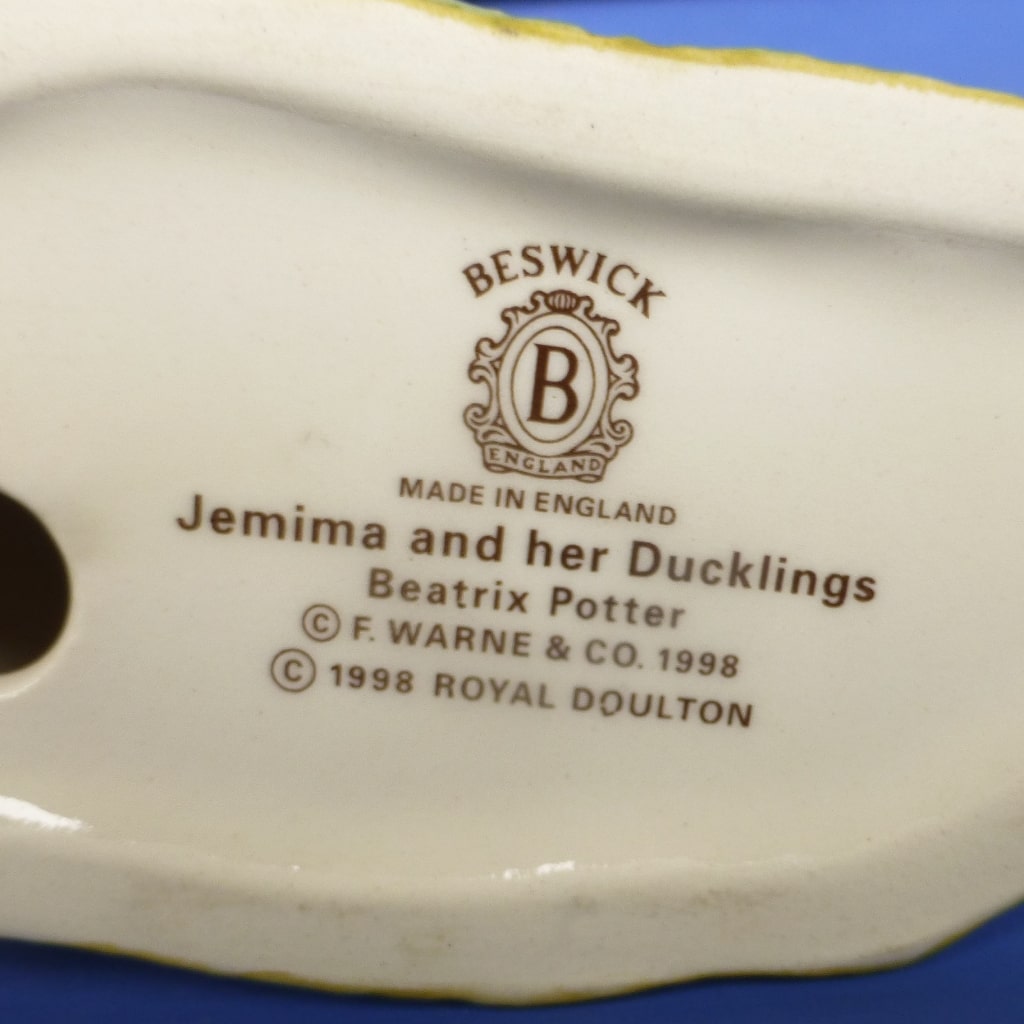 BESWICK
B
ENGLAND
MADE IN ENGLAND
Jemima and her Ducklings
Beatrix Potter
© F. WARNE & CO. 1998
© 1998 ROYAL DOULTON